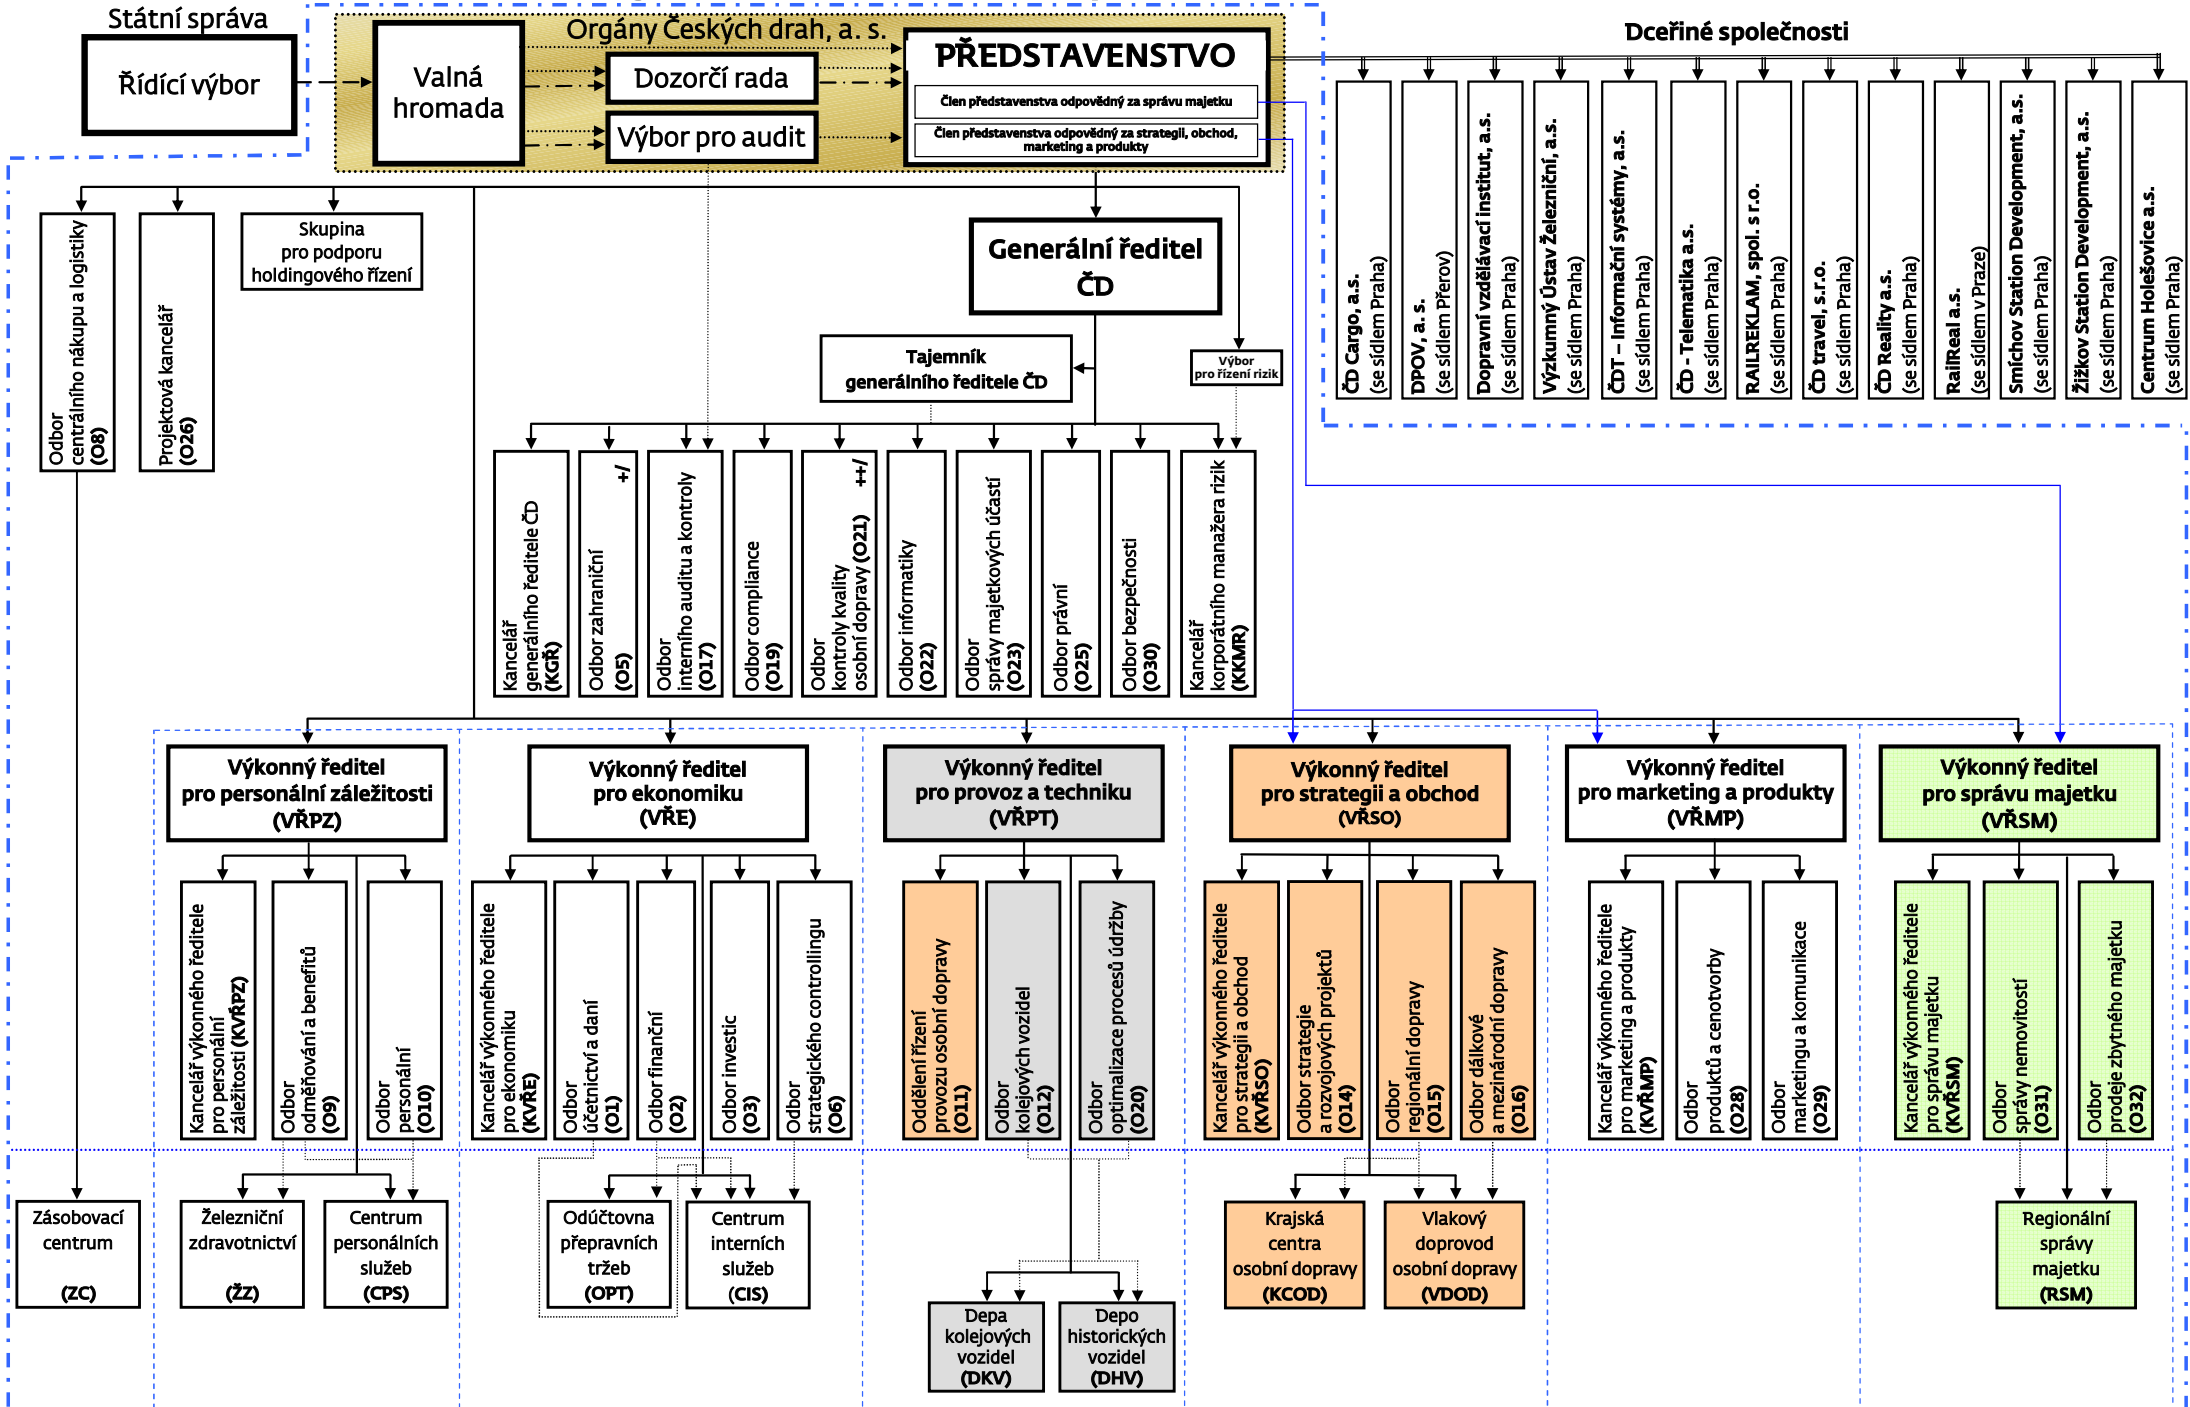 Státní správa
Řídící výbor
Orgány Českých drah, a. s.
Valná
hromada
Dozorčí rada
Výbor pro audit
PŘEDSTAVENSTVO
Člen představenstva odpovědný za správu majetku
Člen představenstva odpovědný za strategii, obchod,
marketing a produkty
Dceřiné společnosti
ČD Cargo, a.s.
(se sídlem Praha)
DPOV, a. s.
(se sídlem Přerov)
Dopravní vzdělávací institut, a.s.
(se sídlem Praha)
Výzkumný Ústav Železniční, a.s.
(se sídlem Praha)
ČDT – Informační systémy, a.s.
(se sídlem Praha)
ČD - Telematika a.s.
(se sídlem Praha)
RAILREKLAM, spol. s r.o.
(se sídlem Praha)
ČD travel, s.r.o.
(se sídlem Praha)
ČD Reality a.s.
(se sídlem Praha)
RailReal a.s.
(se sídlem v Praze)
Smíchov Station Development, a.s.
(se sídlem Praha)
Žižkov Station Development, a.s.
(se sídlem Praha)
Centrum Holešovice a.s.
(se sídlem Praha)
Odbor
centrálního nákupu a logistiky
(O8)
Projektová kancelář
(O26)
Skupina
pro podporu
holdingového řízení
Generální ředitel
ČD
Tajemník
generálního ředitele ČD
Výbor
pro řízení rizik
Kancelář
generálního ředitele ČD
(KGŘ)
Odbor zahraniční +/
(O5)
Odbor
interního auditu a kontroly
(O17)
Odbor compliance
(O19)
Odbor
kontroly kvality
osobní dopravy (O21) ++/
Odbor informatiky
(O22)
Odbor
správy majetkových účastí
(O23)
Odbor právní
(O25)
Odbor bezpečnosti
(O30)
Kancelář
korporátního manažera rizik
(KKMR)
Výkonný ředitel
pro personální záležitosti
(VŘPZ)
Výkonný ředitel
pro ekonomiku
(VŘE)
Výkonný ředitel
pro provoz a techniku
(VŘPT)
Výkonný ředitel
pro strategii a obchod
(VŘSO)
Výkonný ředitel
pro marketing a produkty
(VŘMP)
Výkonný ředitel
pro správu majetku
(VŘSM)
Kancelář výkonného ředitele
pro personální
záležitosti (KVŘPZ)
Odbor
odměňování a benefitů
(O9)
Odbor
personální
(O10)
Kancelář výkonného ředitele
pro ekonomiku
(KVŘE)
Odbor
účetnictví a daní
(O1)
Odbor finanční
(O2)
Odbor investic
(O3)
Odbor
strategického controllingu
(O6)
Oddělení řízení
provozu osobní dopravy
(O11)
Odbor
kolejových vozidel
(O12)
Odbor
optimalizace procesů údržby
(O20)
Kancelář výkonného ředitele
pro strategii a obchod
(KVŘSO)
Odbor strategie
a rozvojových projektů
(O14)
Odbor
regionální dopravy
(O15)
Odbor dálkové
a mezinárodní dopravy
(O16)
Kancelář výkonného ředitele
pro marketing a produkty
(KVŘMP)
Odbor
produktů a cenotvorby
(O28)
Odbor
marketingu a komunikace
(O29)
Kancelář výkonného ředitele
pro správu majetku
(KVŘSM)
Odbor
správy nemovitostí
(O31)
Odbor
prodeje zbytného majetku
(O32)
Zásobovací
centrum
(ZC)
Železniční
zdravotnictví
(ŽZ)
Centrum
personálních
služeb
(CPS)
Odúčtovna
přepravních
tržeb
(OPT)
Centrum
interních
služeb
(CIS)
Depa
kolejových
vozidel
(DKV)
Depo
historických
vozidel
(DHV)
Krajská
centra
osobní dopravy
(KCOD)
Vlakový
doprovod
osobní dopravy
(VDOD)
Regionální
správy
majetku
(RSM)